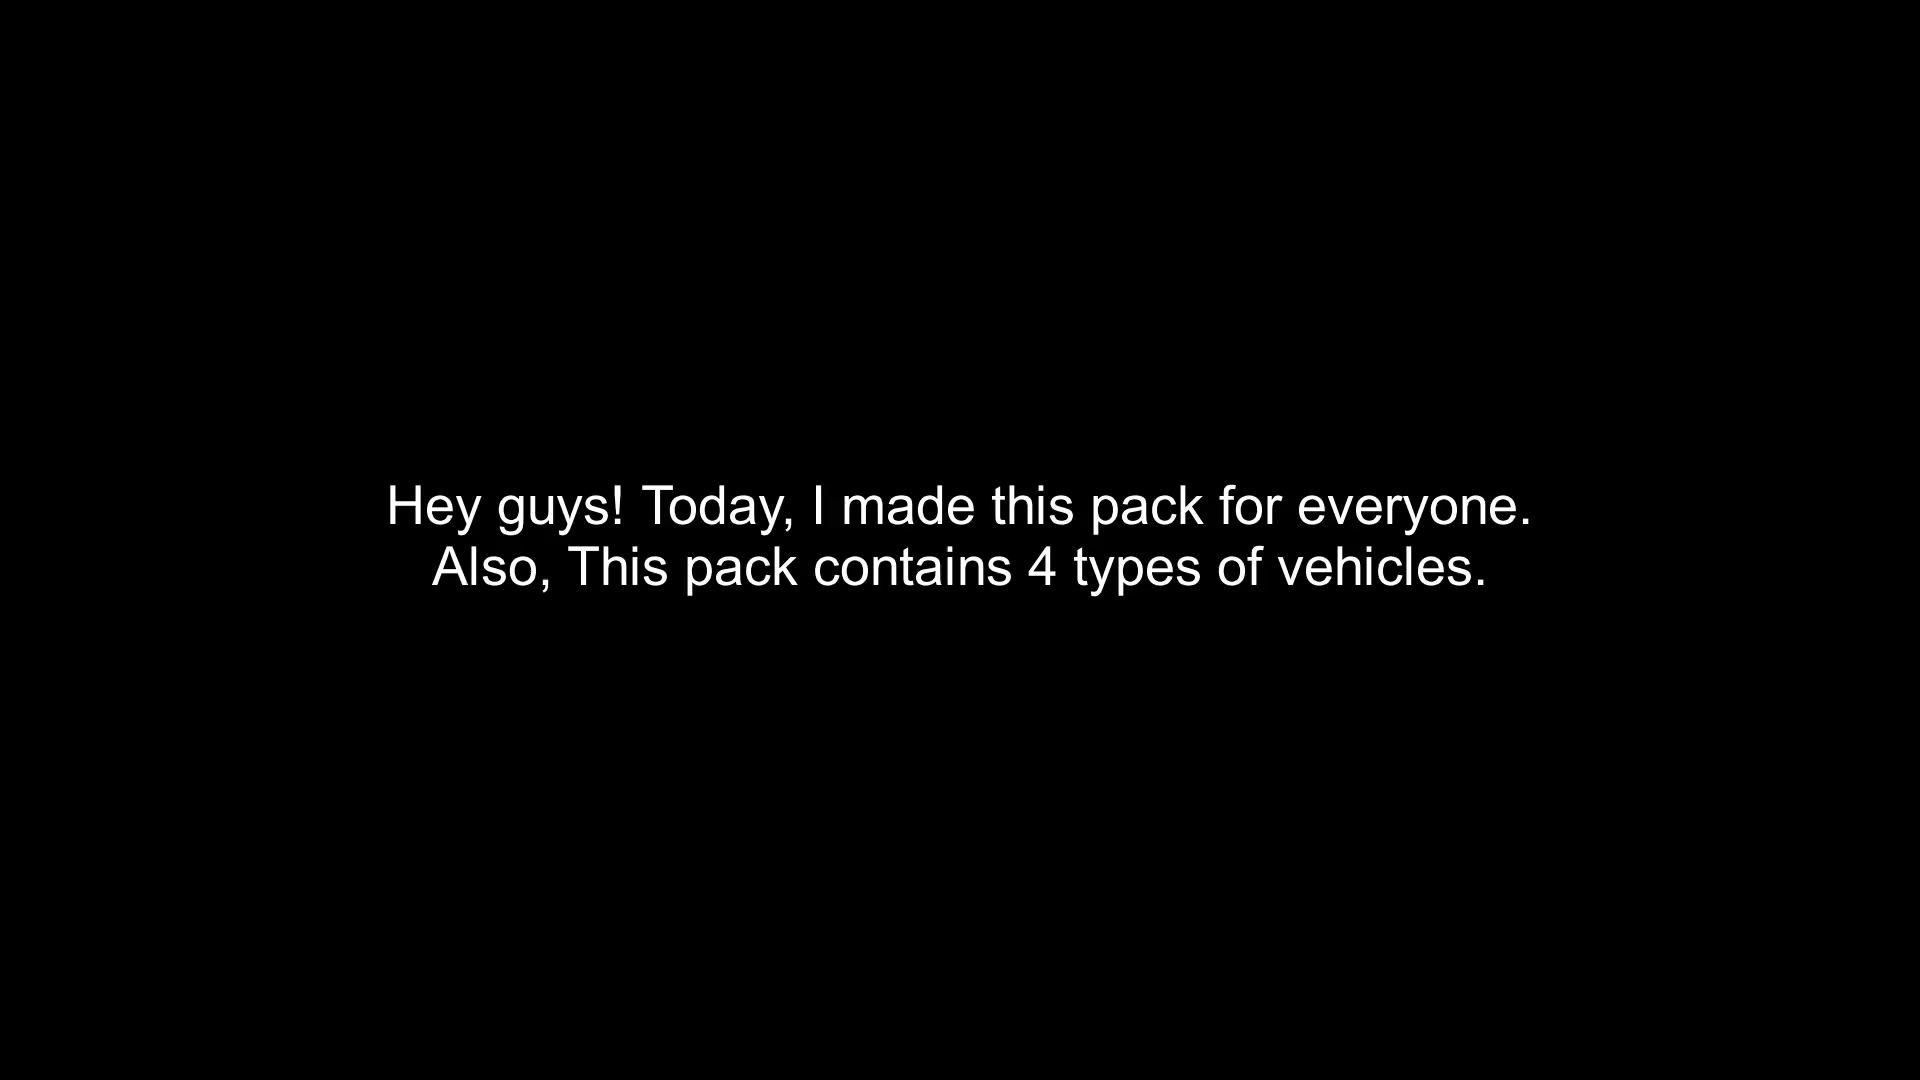 Hey guys! Today, I made this pack for everyone.
Also, This pack contains 4 types of vehicles.